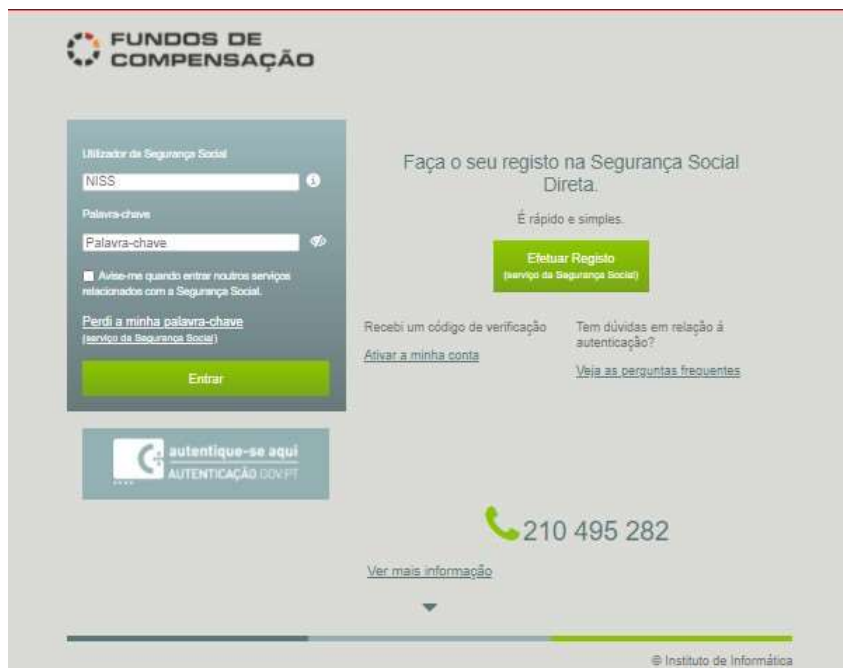 FUNDOS DE
COMPENSAÇÃO
Utilizador da Segurança Social
NISS
Palavra-chave
Palavra-chave
Avise-me quando entrar noutros serviços
relacionados com a Segurança Social.
Perdi a minha palavra-chave
(serviço da Segurança Social)
Entrar
autentique-se aqui
AUTENTICAÇÃO.GOV.PT
Faça o seu registo na Segurança Social
Direta.
É rápido e simples.
Efetuar Registo
(serviço da Segurança Social)
Recebi um código de verificação
Ativar a minha conta
Tem dúvidas em relação à
autenticação?
Veja as perguntas frequentes
210 495 282
Ver mais informação
© Instituto de Informática